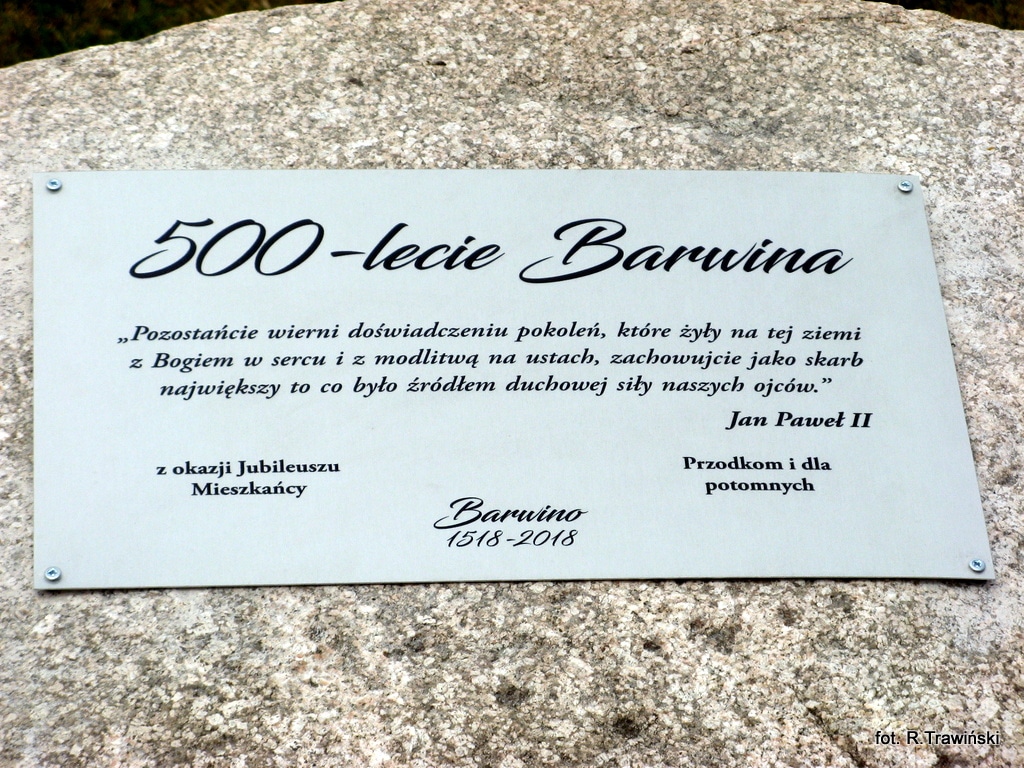 500-lecie Barwina
„Pozostańcie wierni doświadczeniu pokoleń, które żyły na tej ziemi
z Bogiem w sercu i z modlitwą na ustach, zachowujcie jako skarb
największy to co było źródłem duchowej siły naszych ojców.”
Jan Paweł II
z okazji Jubileuszu
Mieszkańcy
Przodkom i dla
potomnych
Barwino
1518-2018
fot. R.Trawiński